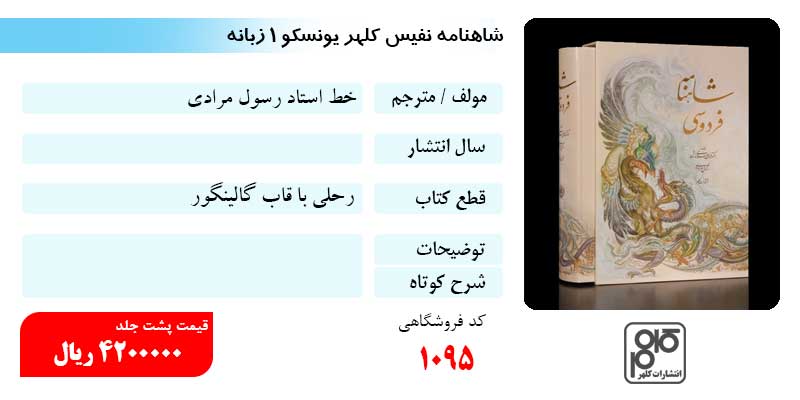 شاهنامه نفیس کلهر یونسکو ۱ زبانه
مولف / مترجم
خط استاد رسول مرادی
سال انتشار
قطع کتاب
رحلی با قاب گالینگور
توضیحات
شرح کوتاه
کد فروشگاهی
۱۰۹۵
قیمت پشت جلد
۴۲۰۰۰۰۰ ریال
شاهنامه
فردوسی
انتشارات کلهر